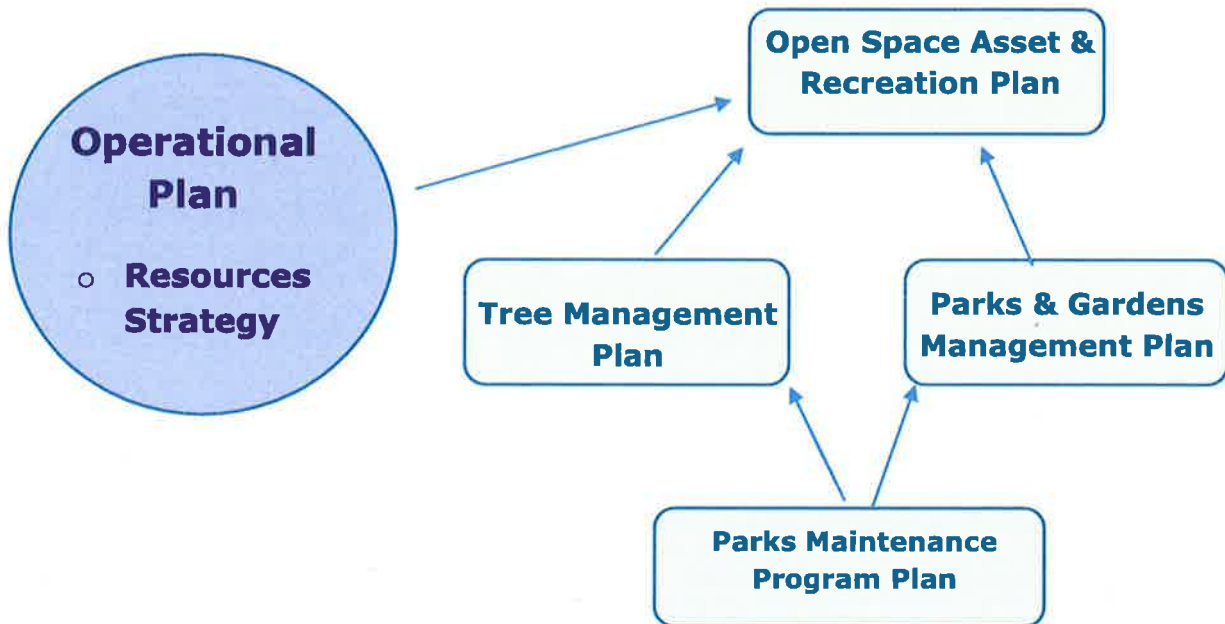 Operational
Plan
o Resources
Strategy
Open Space Asset &
Recreation Plan
Tree Management
Plan
Parks & Gardens
Management Plan
Parks Maintenance
Program Plan